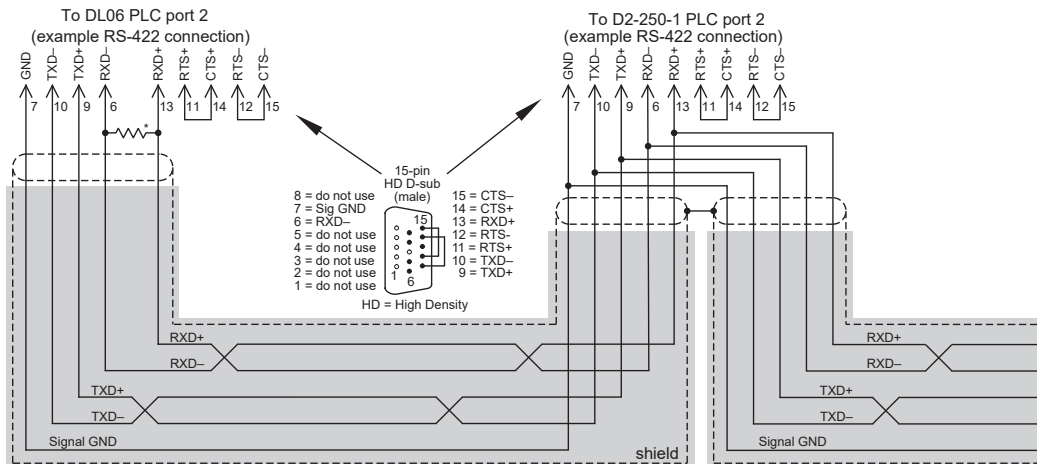 To DL06 PLC port 2
(example RS-422 connection)
GND
TXD–
TXD+
RXD–
RXD+
RTS+
CTS+
RTS–
CTS–
7
10
9
6
13
11
14
12
15
*
To D2-250-1 PLC port 2
(example RS-422 connection)
GND
TXD–
TXD+
RXD–
RXD+
RTS+
CTS+
RTS–
CTS–
7
10
9
6
13
11
14
12
15
15-pin
HD D-sub
(male)
8 = do not use
7 = Sig GND
6 = RXD–
5 = do not use
4 = do not use
3 = do not use
2 = do not use
1 = do not use
15
1
6
15 = CTS–
14 = CTS+
13 = RXD+
12 = RTS-
11 = RTS+
10 = TXD–
9 = TXD+
HD = High Density
RXD+
RXD–
TXD+
TXD–
Signal GND
shield
RXD+
RXD–
TXD+
TXD–
Signal GND